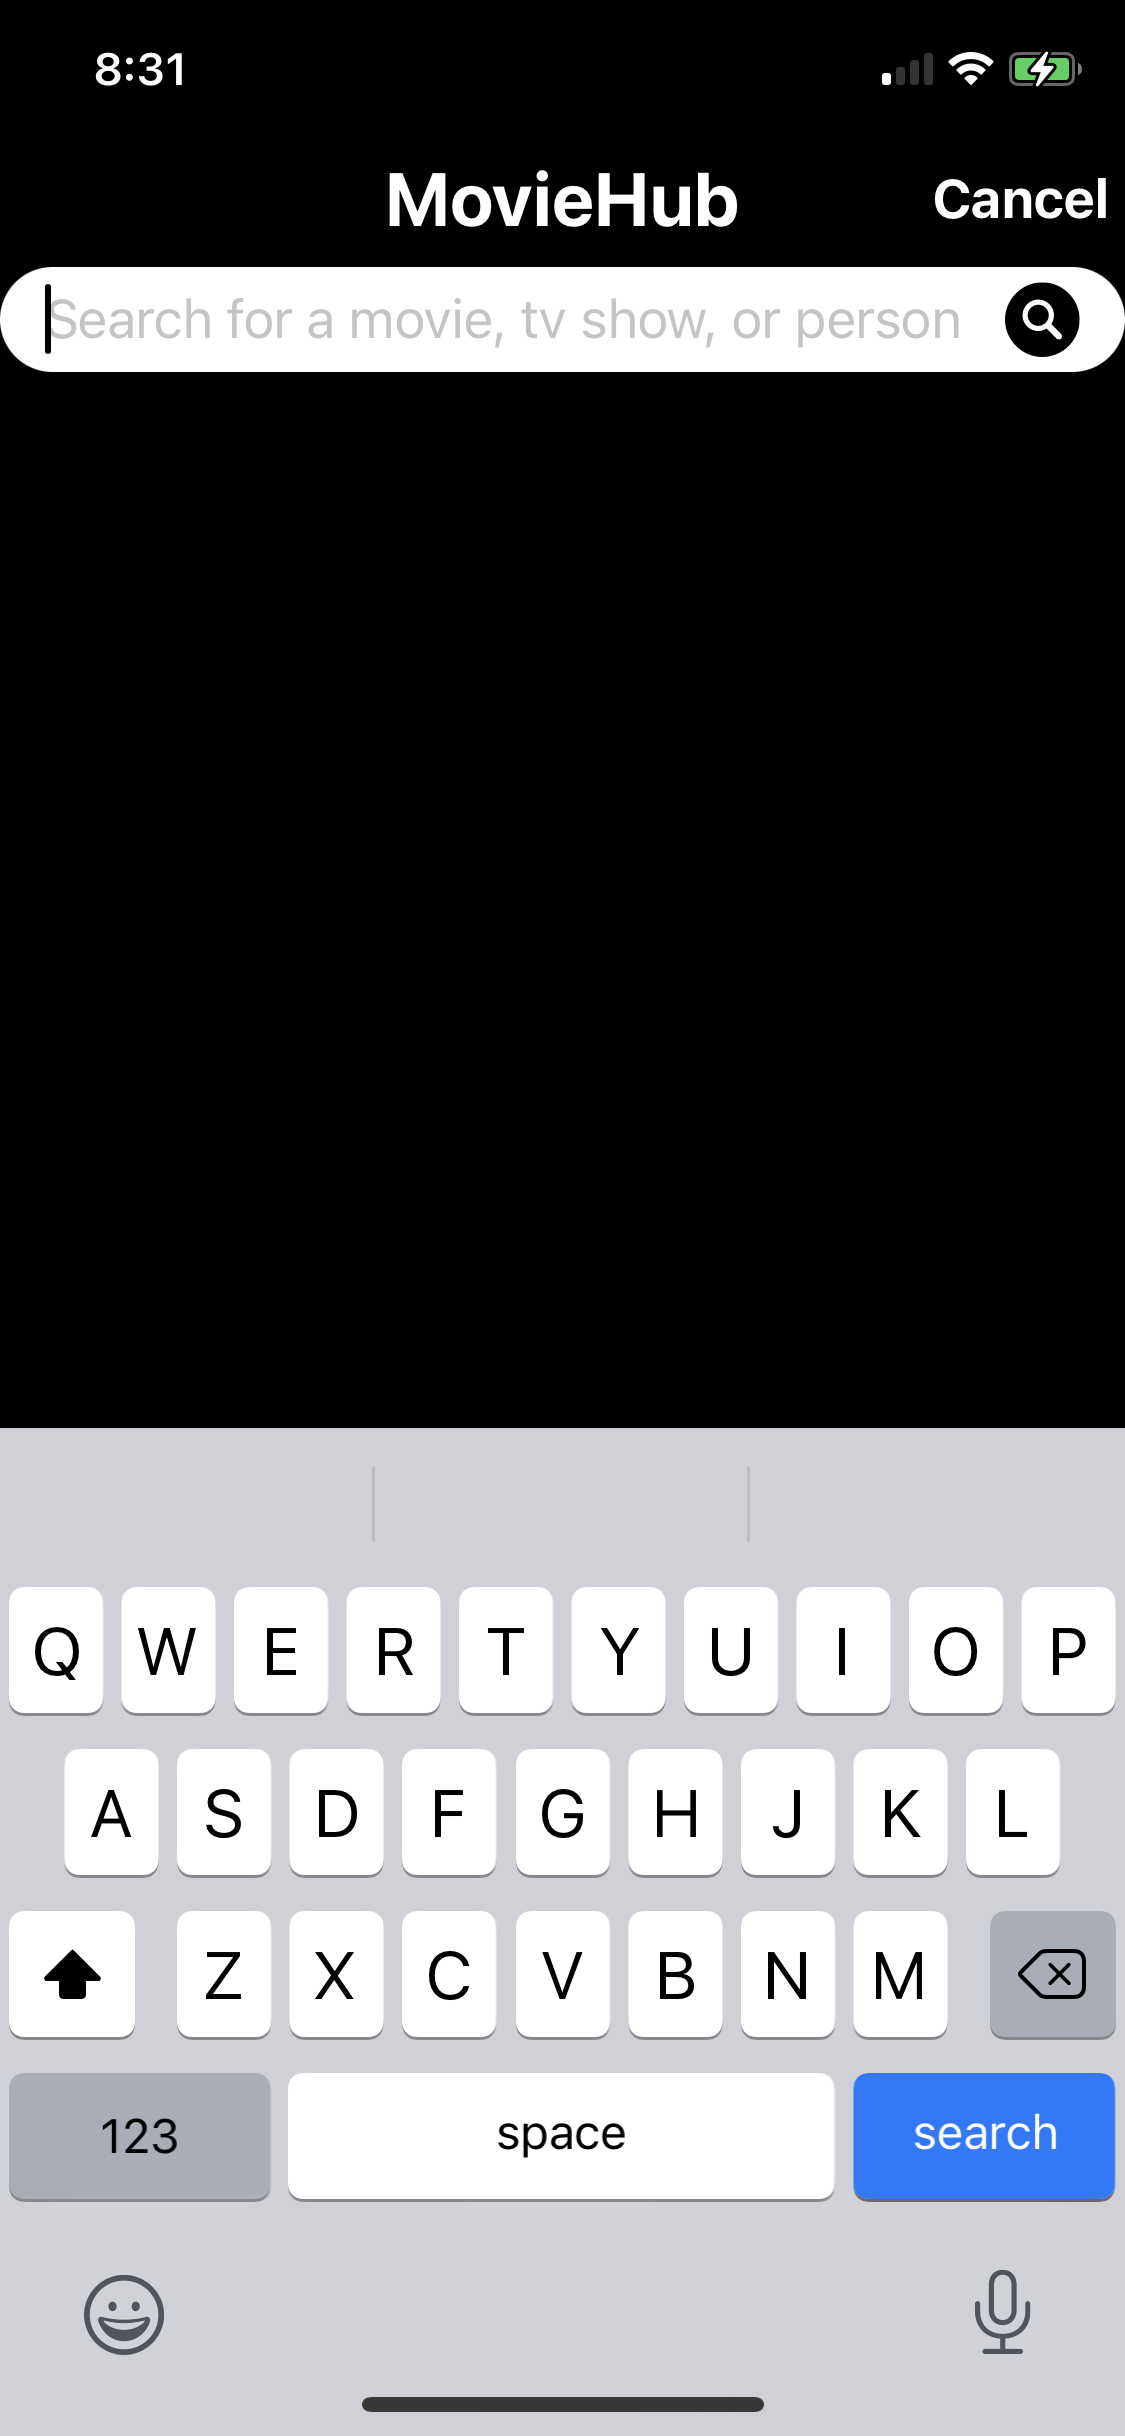 8:31
MovieHub
Cancel
Search for a movie, tv show, or person
Q W E R T Y U I O P
A S D F G H J K L
Z X C V B N M
123 space search